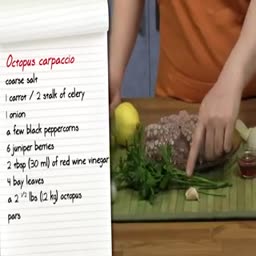 Octopus carpaccio
coarse salt
1 carrot / 2 stalk of celery
1 onion
a few black peppercorns
6 juniper berries
2 tbsp (30 ml) of red wine vinegar
4 bay leaves
a 2 1/2 lbs (1.2 kg) octopus
pars